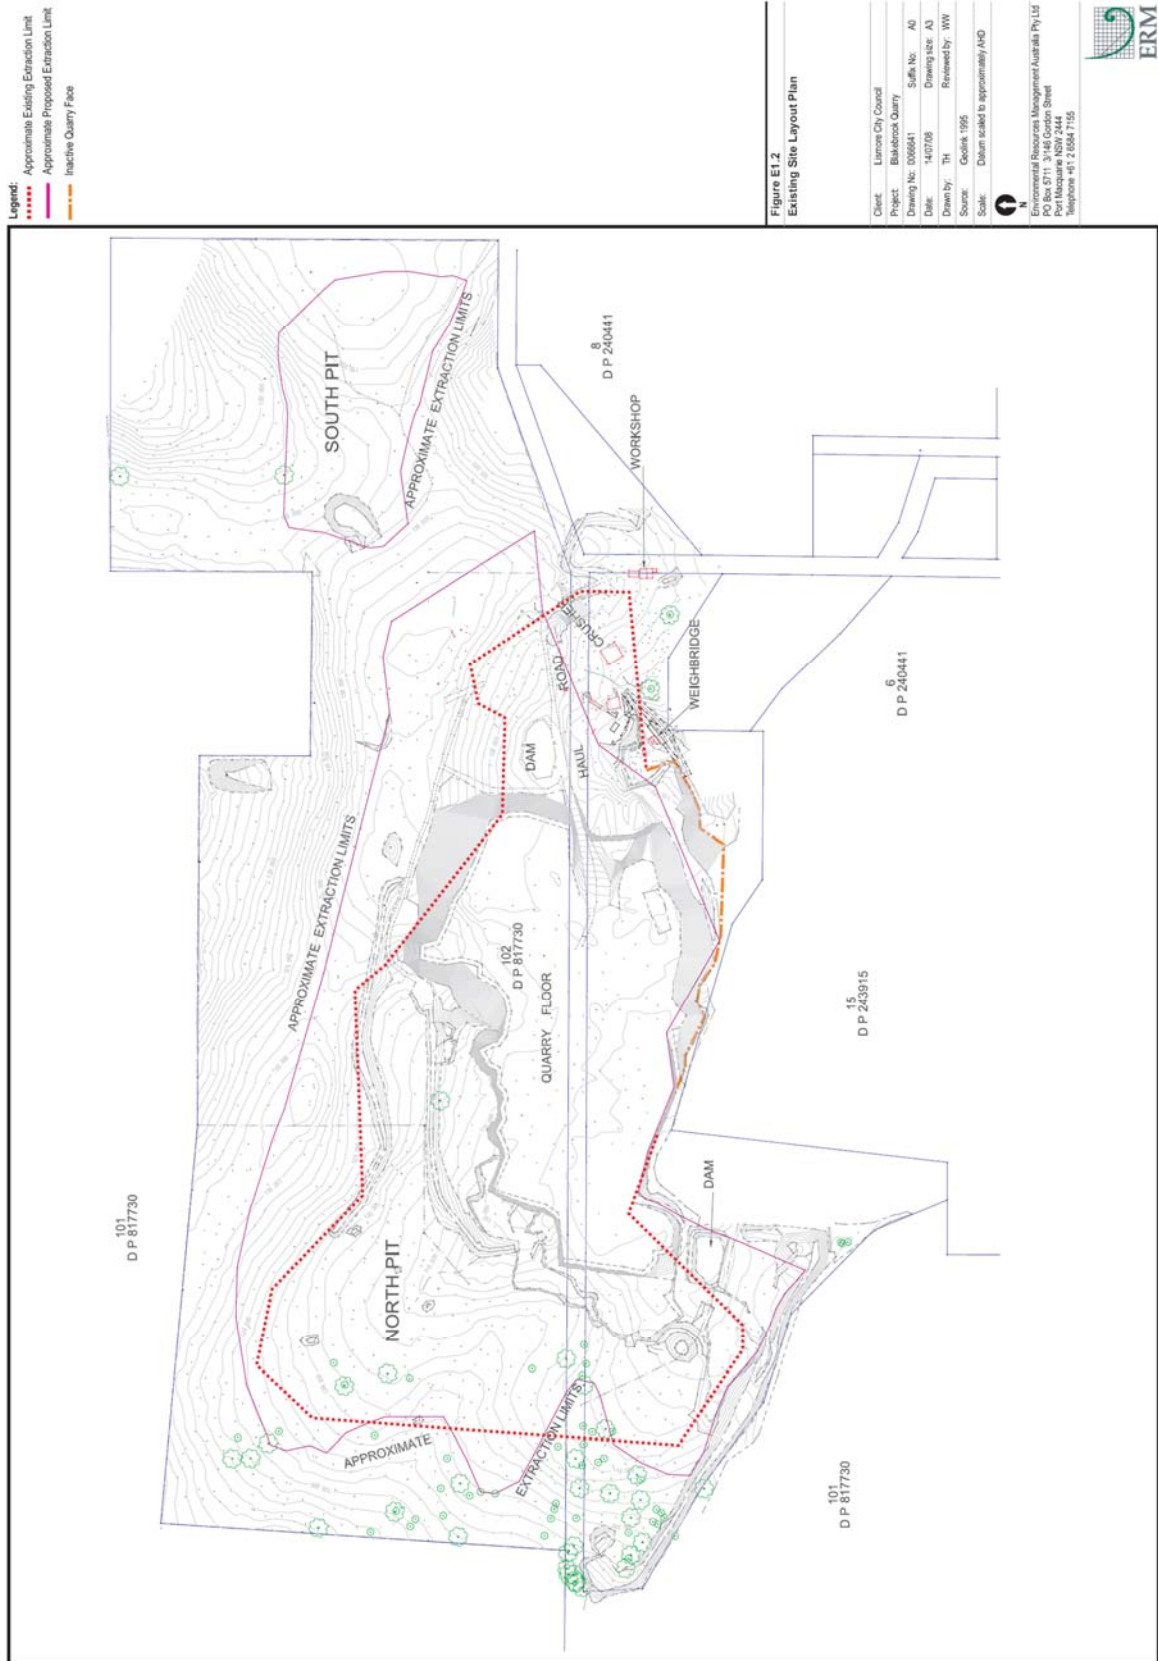 Legend:
Approximate Existing Extraction Limit
Approximate Proposed Extraction Limit
Inactive Quarry Face
SOUTH PIT
APPROXIMATE EXTRACTION LIMITS
8
D P 240441
WORKSHOP
CRUSHER
ROAD
HAUL
DAM
WEIGHBRIDGE
6
D P 240441
APPROXIMATE EXTRACTION LIMITS
102
D P 817730
QUARRY FLOOR
15
D P 243915
101
D P 817730
NORTH PIT
DAM
APPROXIMATE
EXTRACTION LIMITS
101
D P 817730
Figure E1.2
Existing Site Layout Plan
Client: Lismore City Council
Project: Blakebrook Quarry
Drawing No: 0086641 Suffix No: A0
Date: 14/07/08 Drawing size: A3
Drawn by: TH Reviewed by: WW
Source: Geolink 1995
Scale: Datum scaled to approximately AHD
N
Environmental Resources Management Australia Pty Ltd
PO Box 5711 3/146 Gordon Street
Port Macquarie NSW 2444
Telephone +61 2 6584 7155
ERM